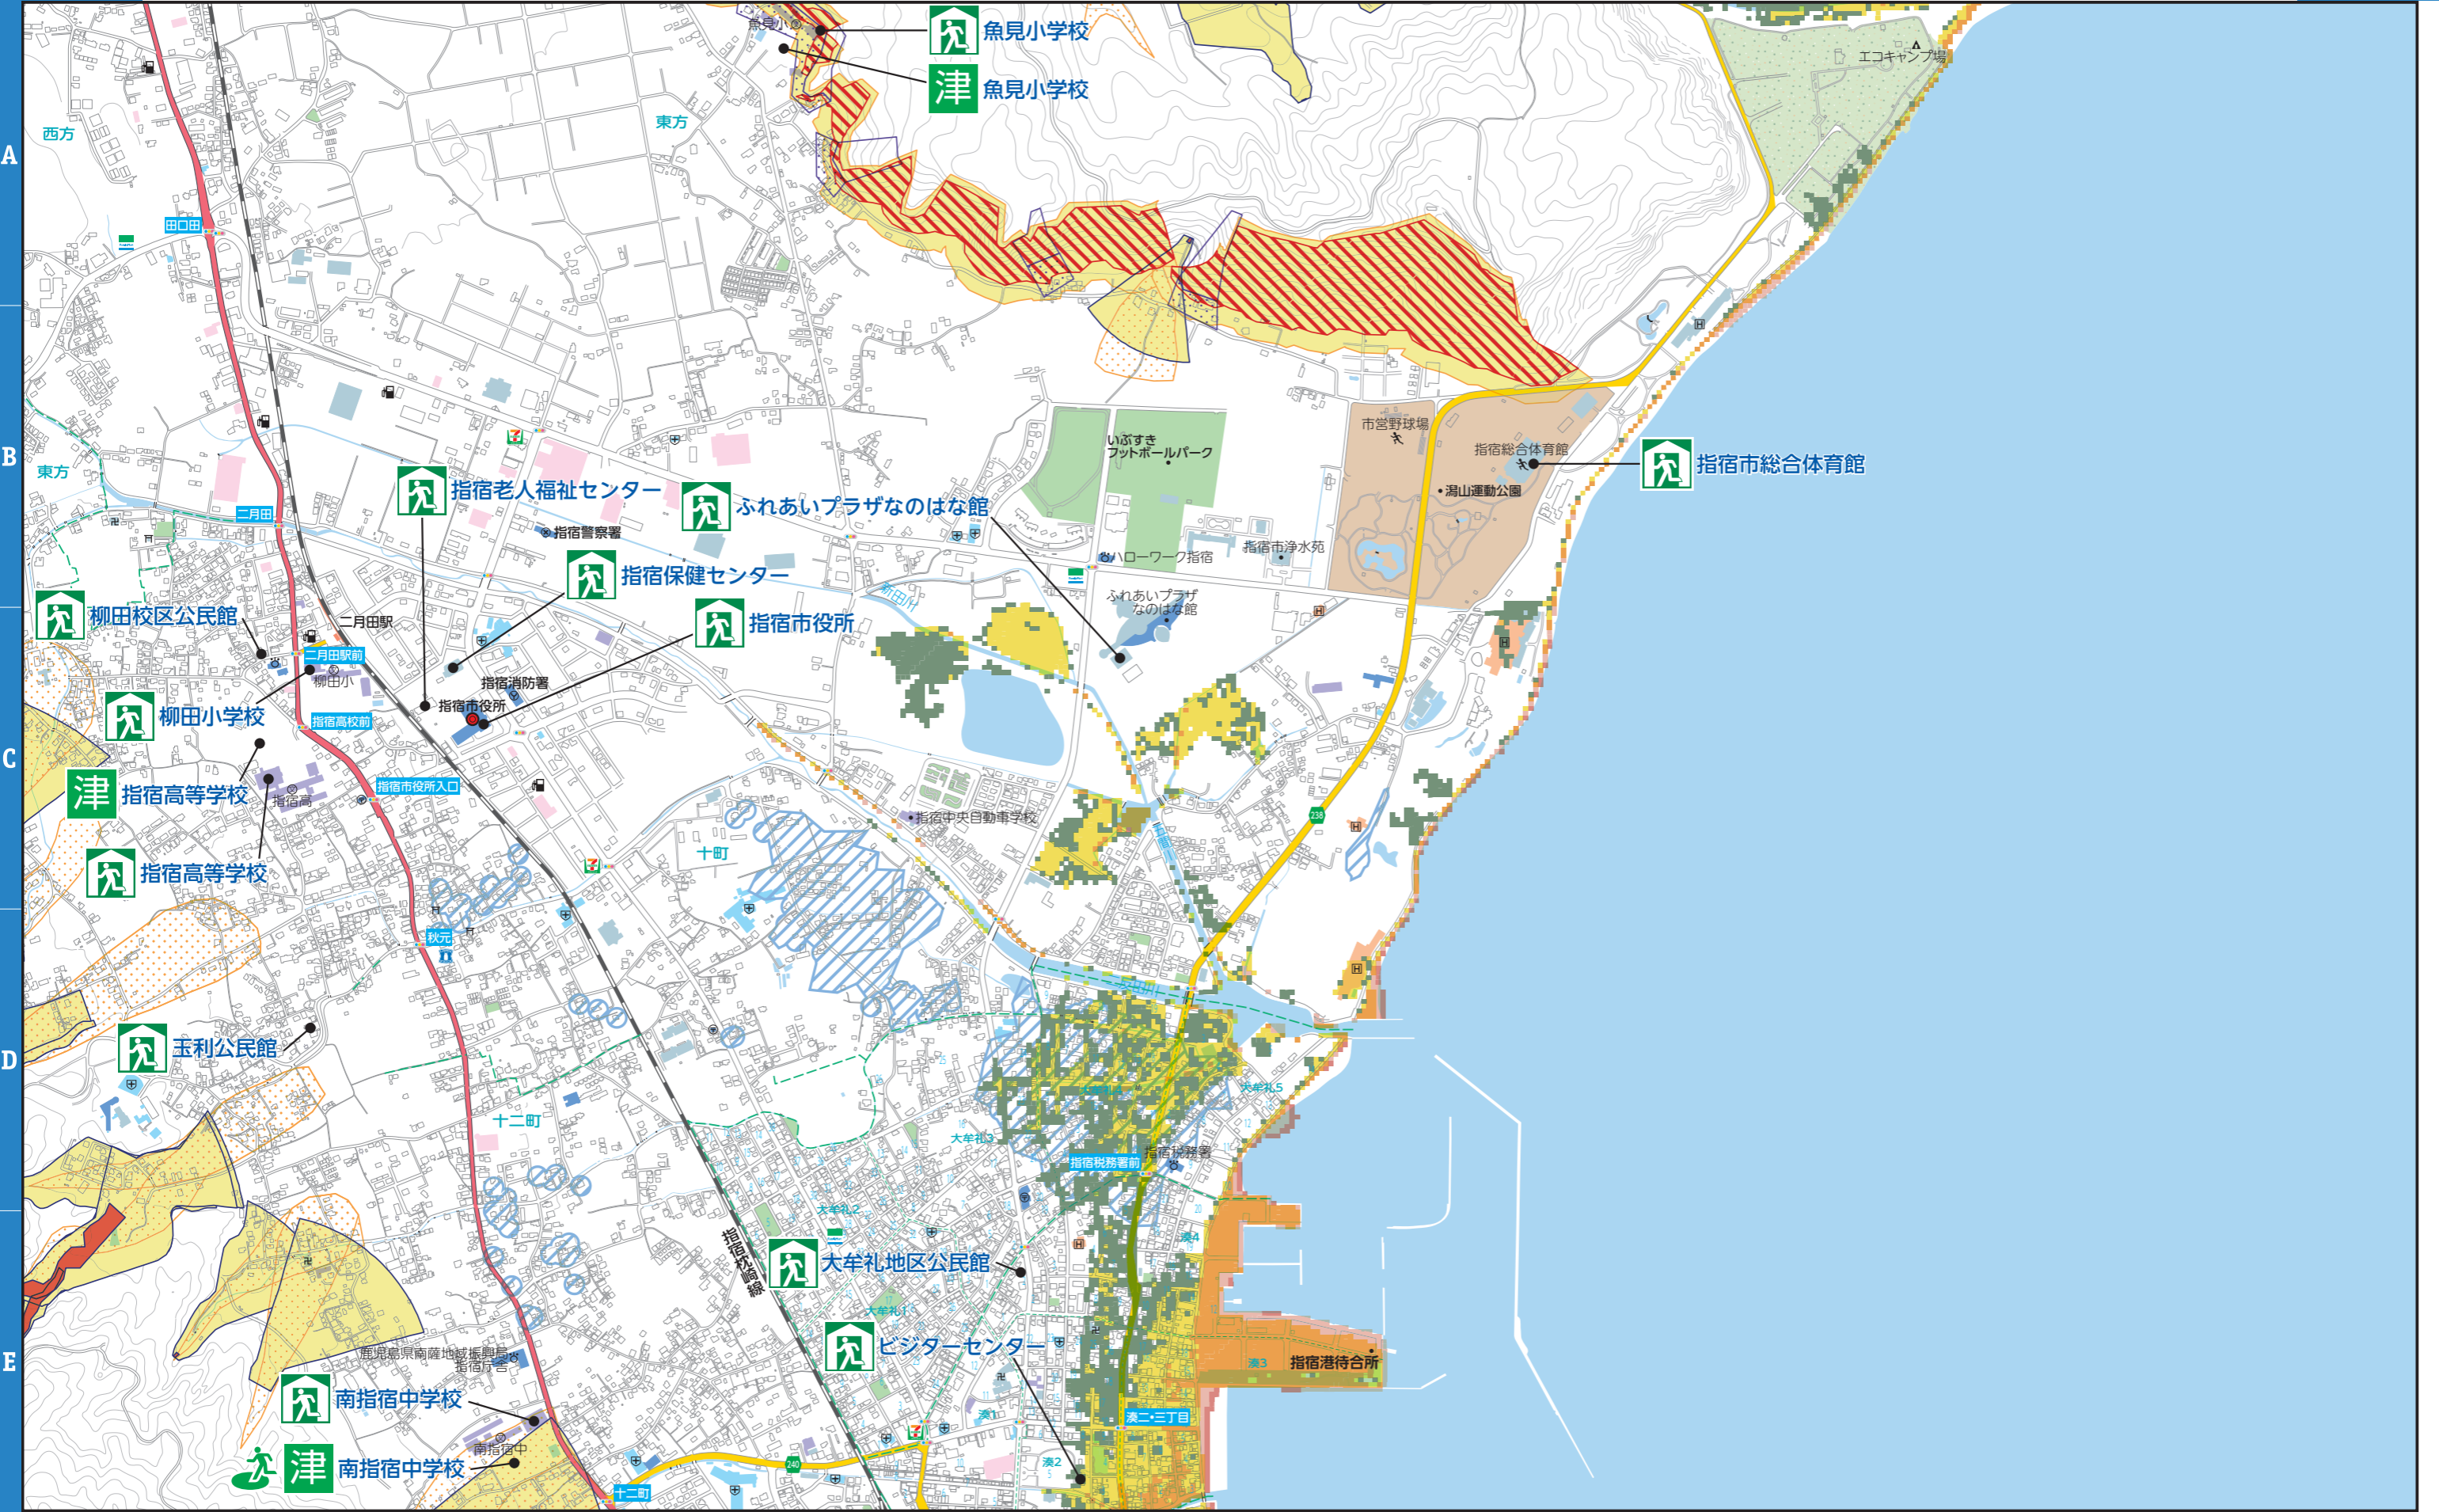 A
B
C
D
E
魚見小
魚見小学校
津
魚見小学校
エコキャンプ場
西方
東方
田口田
市営野球場
いぶすき
フットボールパーク
指宿総合体育館
指宿市総合体育館
潟山運動公園
東方
指宿老人福祉センター
ふれあいプラザなのはな館
二月田
指宿警察署
指宿市浄水苑
ハローワーク指宿
指宿保健センター
新田川
ふれあいプラザ
なのはな館
柳田校区公民館
二月田駅
指宿市役所
二月田駅前
柳田小
指宿消防署
指宿市役所
柳田小学校
指宿高校前
津
指宿高等学校
指宿高
指宿市役所入口
238
指宿中央自動車学校
十町
指宿高等学校
秋元
玉利公民館
大牟礼5
十二町
大牟礼3
指宿税務署
指宿税務署前
大牟礼2
湊4
指宿枕崎線
大牟礼地区公民館
大牟礼1
ビジターセンター
鹿児島県南薩地域振興局
指宿庁舎
湊3
指宿港待合所
南指宿中学校
湊1
湊二・三丁目
南指宿中
津
南指宿中学校
240
湊2
十二町